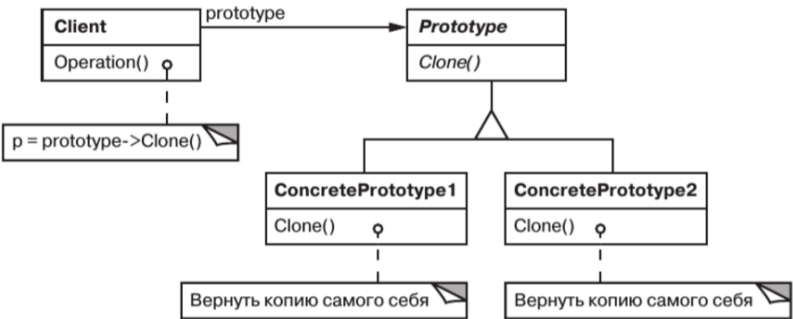 Client
prototype
Prototype
Operation()
Clone()
p = prototype->Clone()
ConcretePrototype1
ConcretePrototype2
Clone()
Clone()
Вернуть копию самого себя
Вернуть копию самого себя